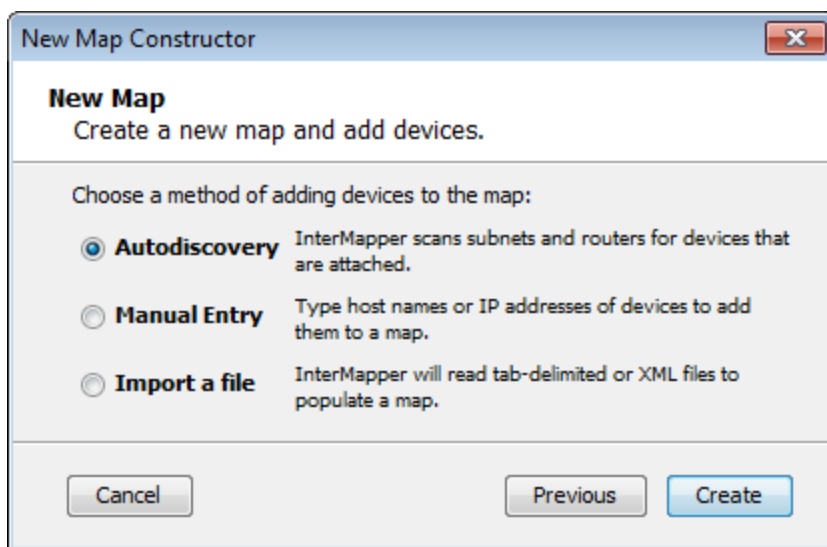 New Map Constructor
New Map
Create a new map and add devices.
Choose a method of adding devices to the map:
Autodiscovery
InterMapper scans subnets and routers for devices that
are attached.
Manual Entry
Type host names or IP addresses of devices to add
them to a map.
Import a file
InterMapper will read tab-delimited or XML files to
populate a map.
Cancel
Previous
Create